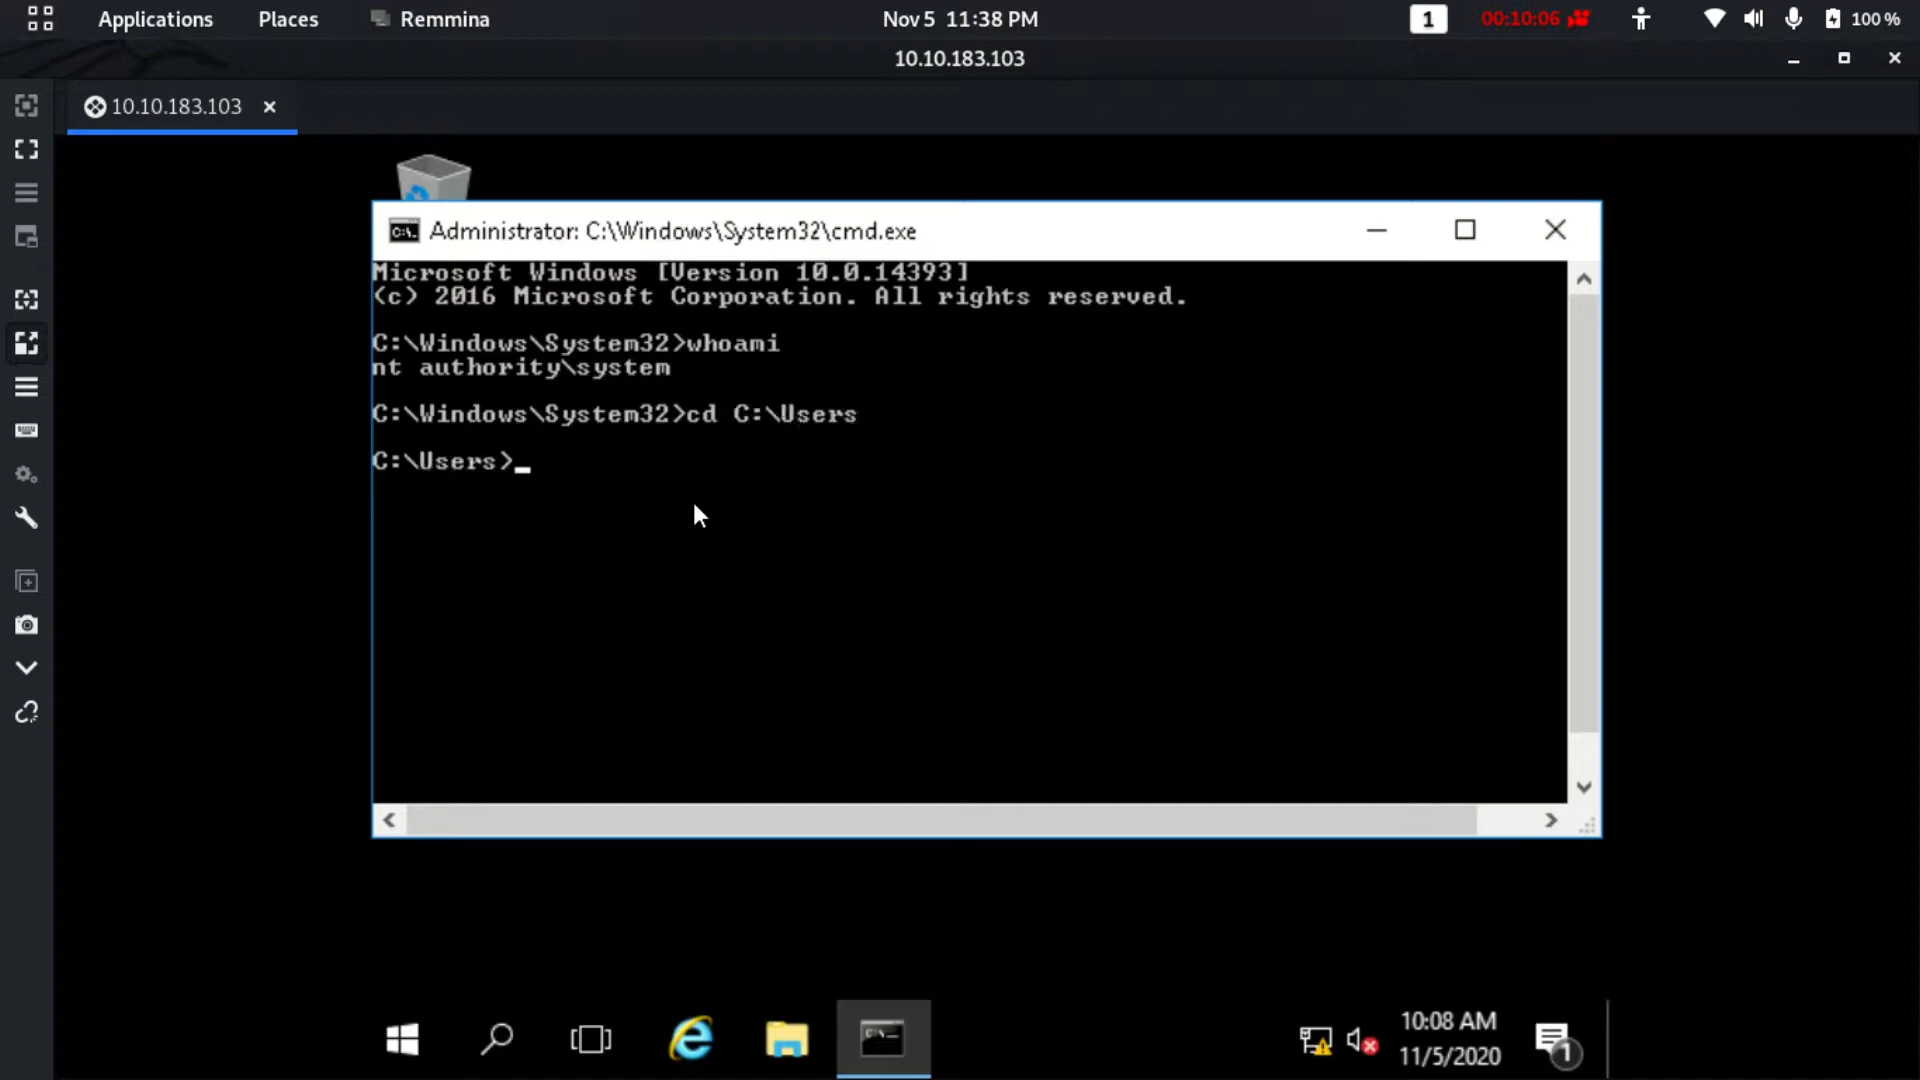 Applications Places Remmina Nov 5 11:38 PM 1 00:10:06 100 %
10.10.183.103
10.10.183.103
Administrator: C:\Windows\System32\cmd.exe
Microsoft Windows [Version 10.0.14393]
(c) 2016 Microsoft Corporation. All rights reserved.
C:\Windows\System32>whoami
nt authority\system
C:\Windows\System32>cd C:\Users
C:\Users>_
10:08 AM
11/5/2020
1